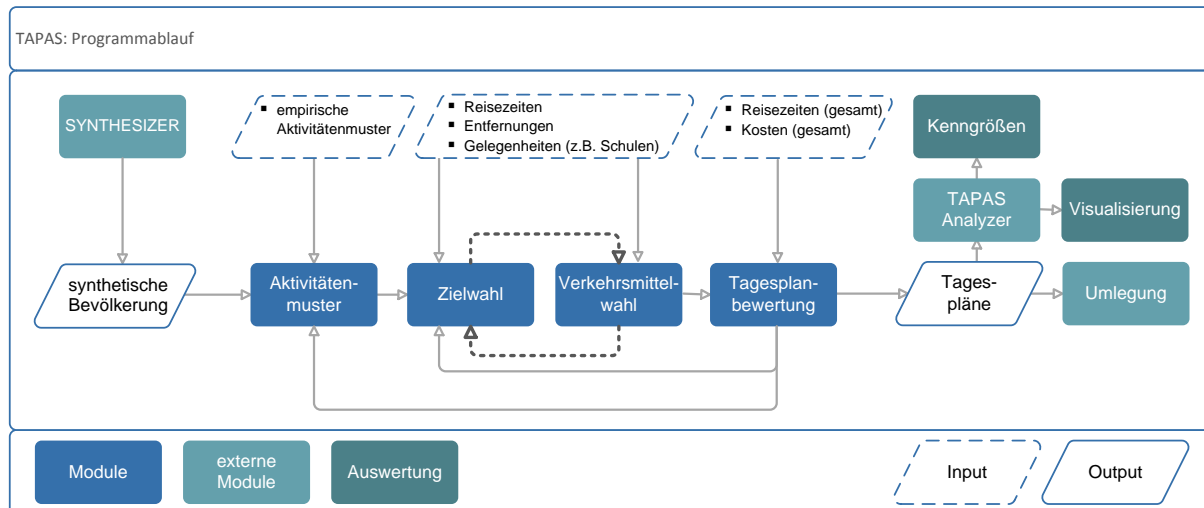 TAPAS: Programmablauf
SYNTHESIZER
▪ empirische
Aktivitätenmuster
▪ Reisezeiten
▪ Entfernungen
▪ Gelegenheiten (z.B. Schulen)
▪ Reisezeiten (gesamt)
▪ Kosten (gesamt)
Kenngrößen
TAPAS
Analyzer
Visualisierung
synthetische
Bevölkerung
Aktivitäten-
muster
Zielwahl
Verkehrsmittel-
wahl
Tagesplan-
bewertung
Tages-
pläne
Umlegung
Module
externe
Module
Auswertung
Input
Output